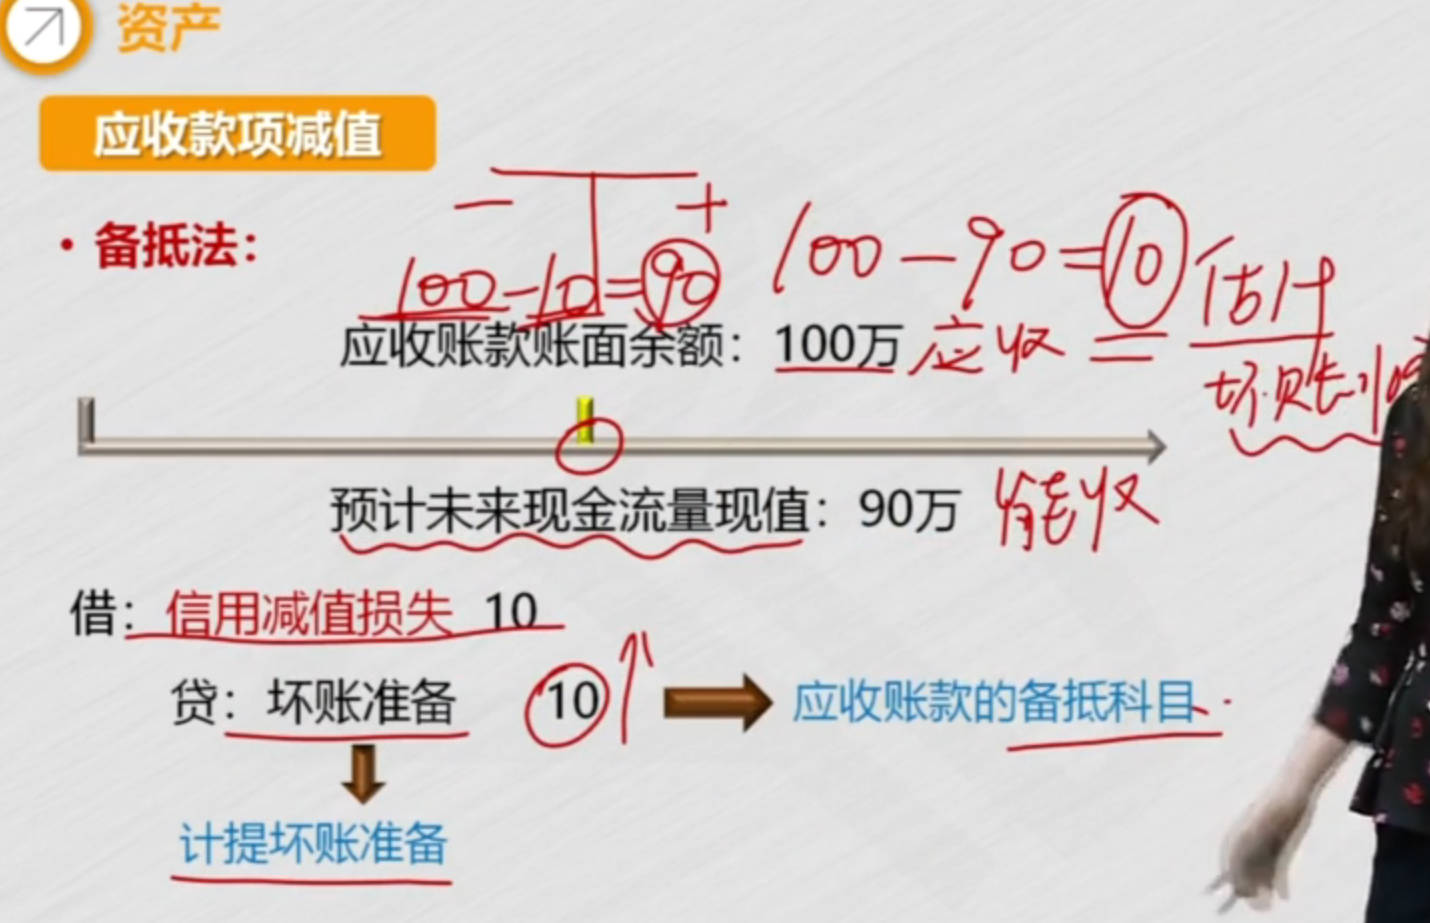 资产
应收款项减值
• 备抵法：
— +
100-10=90
100-90=10 估计
应收账款账面余额：100万 应收 =
坏账
预计未来现金流量现值：90万 能收
借：信用减值损失 10
贷：坏账准备 10 ↑ 应收账款的备抵科目
计提坏账准备